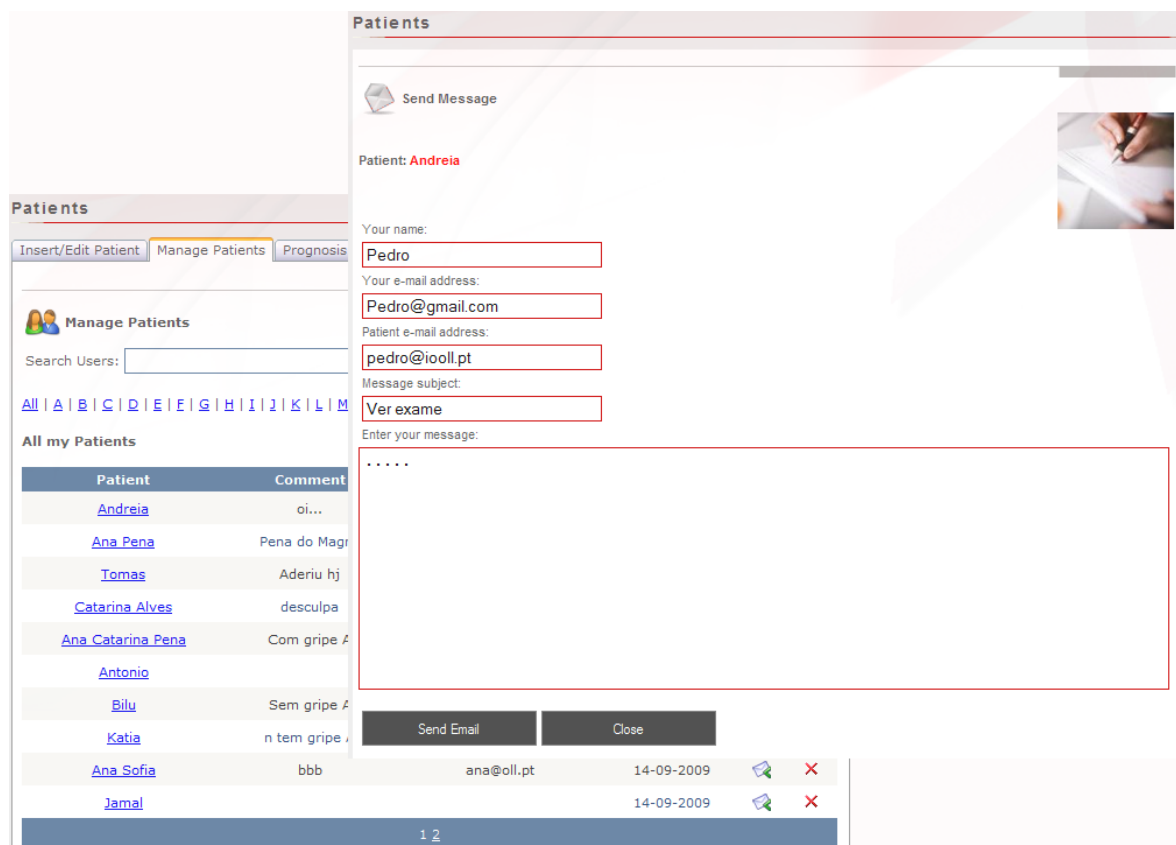 Patients
Send Message
Patient: Andreia
Your name:
Pedro
Your e-mail address:
Pedro@gmail.com
Patient e-mail address:
pedro@iooll.pt
Message subject:
Ver exame
Enter your message:
.....
Send Email Close
Patients
Insert/Edit Patient Manage Patients Prognosis
Manage Patients
Search Users:
All | A | B | C | D | E | F | G | H | I | J | K | L | M
All my Patients
Patient Comment
Andreia oi...
Ana Pena Pena do Magr
Tomas Aderiu hj
Catarina Alves desculpa
Ana Catarina Pena Com gripe A
Antonio
Bilu Sem gripe A
Katia n tem gripe
Ana Sofia bbb ana@oll.pt 14-09-2009
Jamal 14-09-2009
1 2